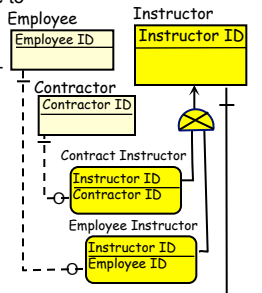 Employee
Employee ID
Instructor
Instructor ID
Contractor
Contractor ID
Contract Instructor
Instructor ID
Contractor ID
Employee Instructor
Instructor ID
Employee ID